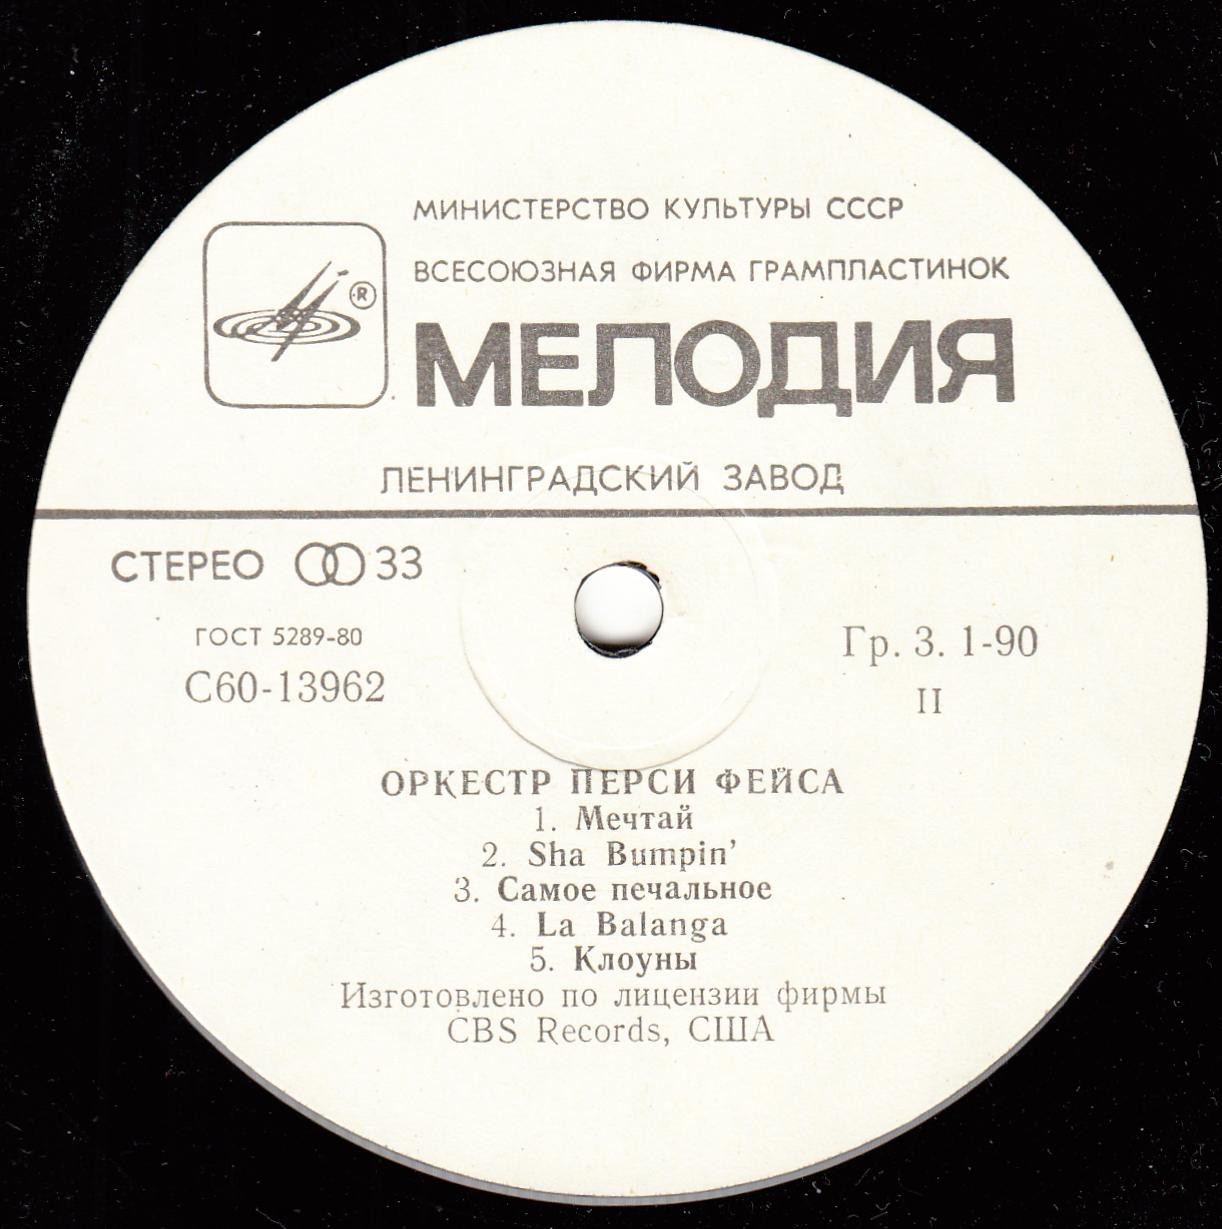 МИНИСТЕРСТВО КУЛЬТУРЫ СССР
ВСЕСОЮЗНАЯ ФИРМА ГРАМПЛАСТИНОК
®
МЕЛОДИЯ
ЛЕНИНГРАДСКИЙ ЗАВОД
СТЕРЕО 33
ГОСТ 5289-80
С60-13962
Гр. 3. 1-90
II
ОРКЕСТР ПЕРСИ ФЕЙСА
1. Мечтай
2. Sha Bumpin’
3. Самое печальное
4. La Balanga
5. Клоуны
Изготовлено по лицензии фирмы
CBS Records, США